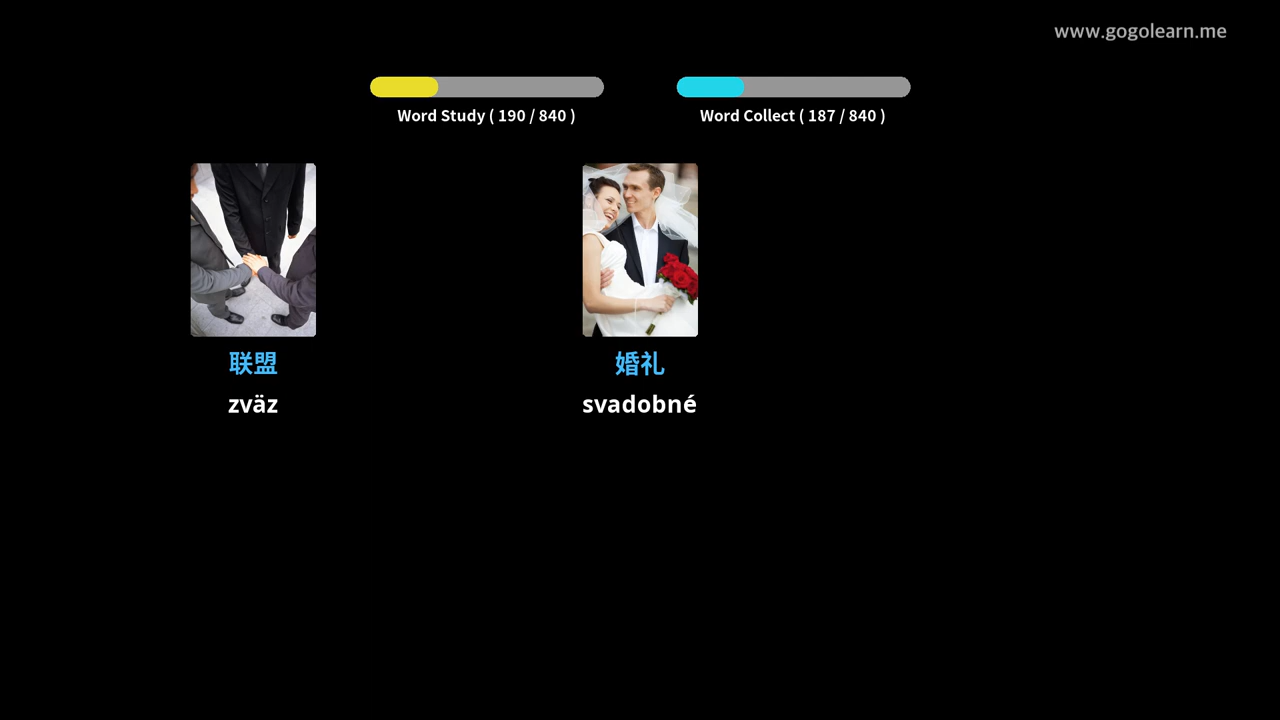 www.gogolearn.me
Word Study ( 190 / 840 )
Word Collect ( 187 / 840 )
联盟
zväz
婚礼
svadobné